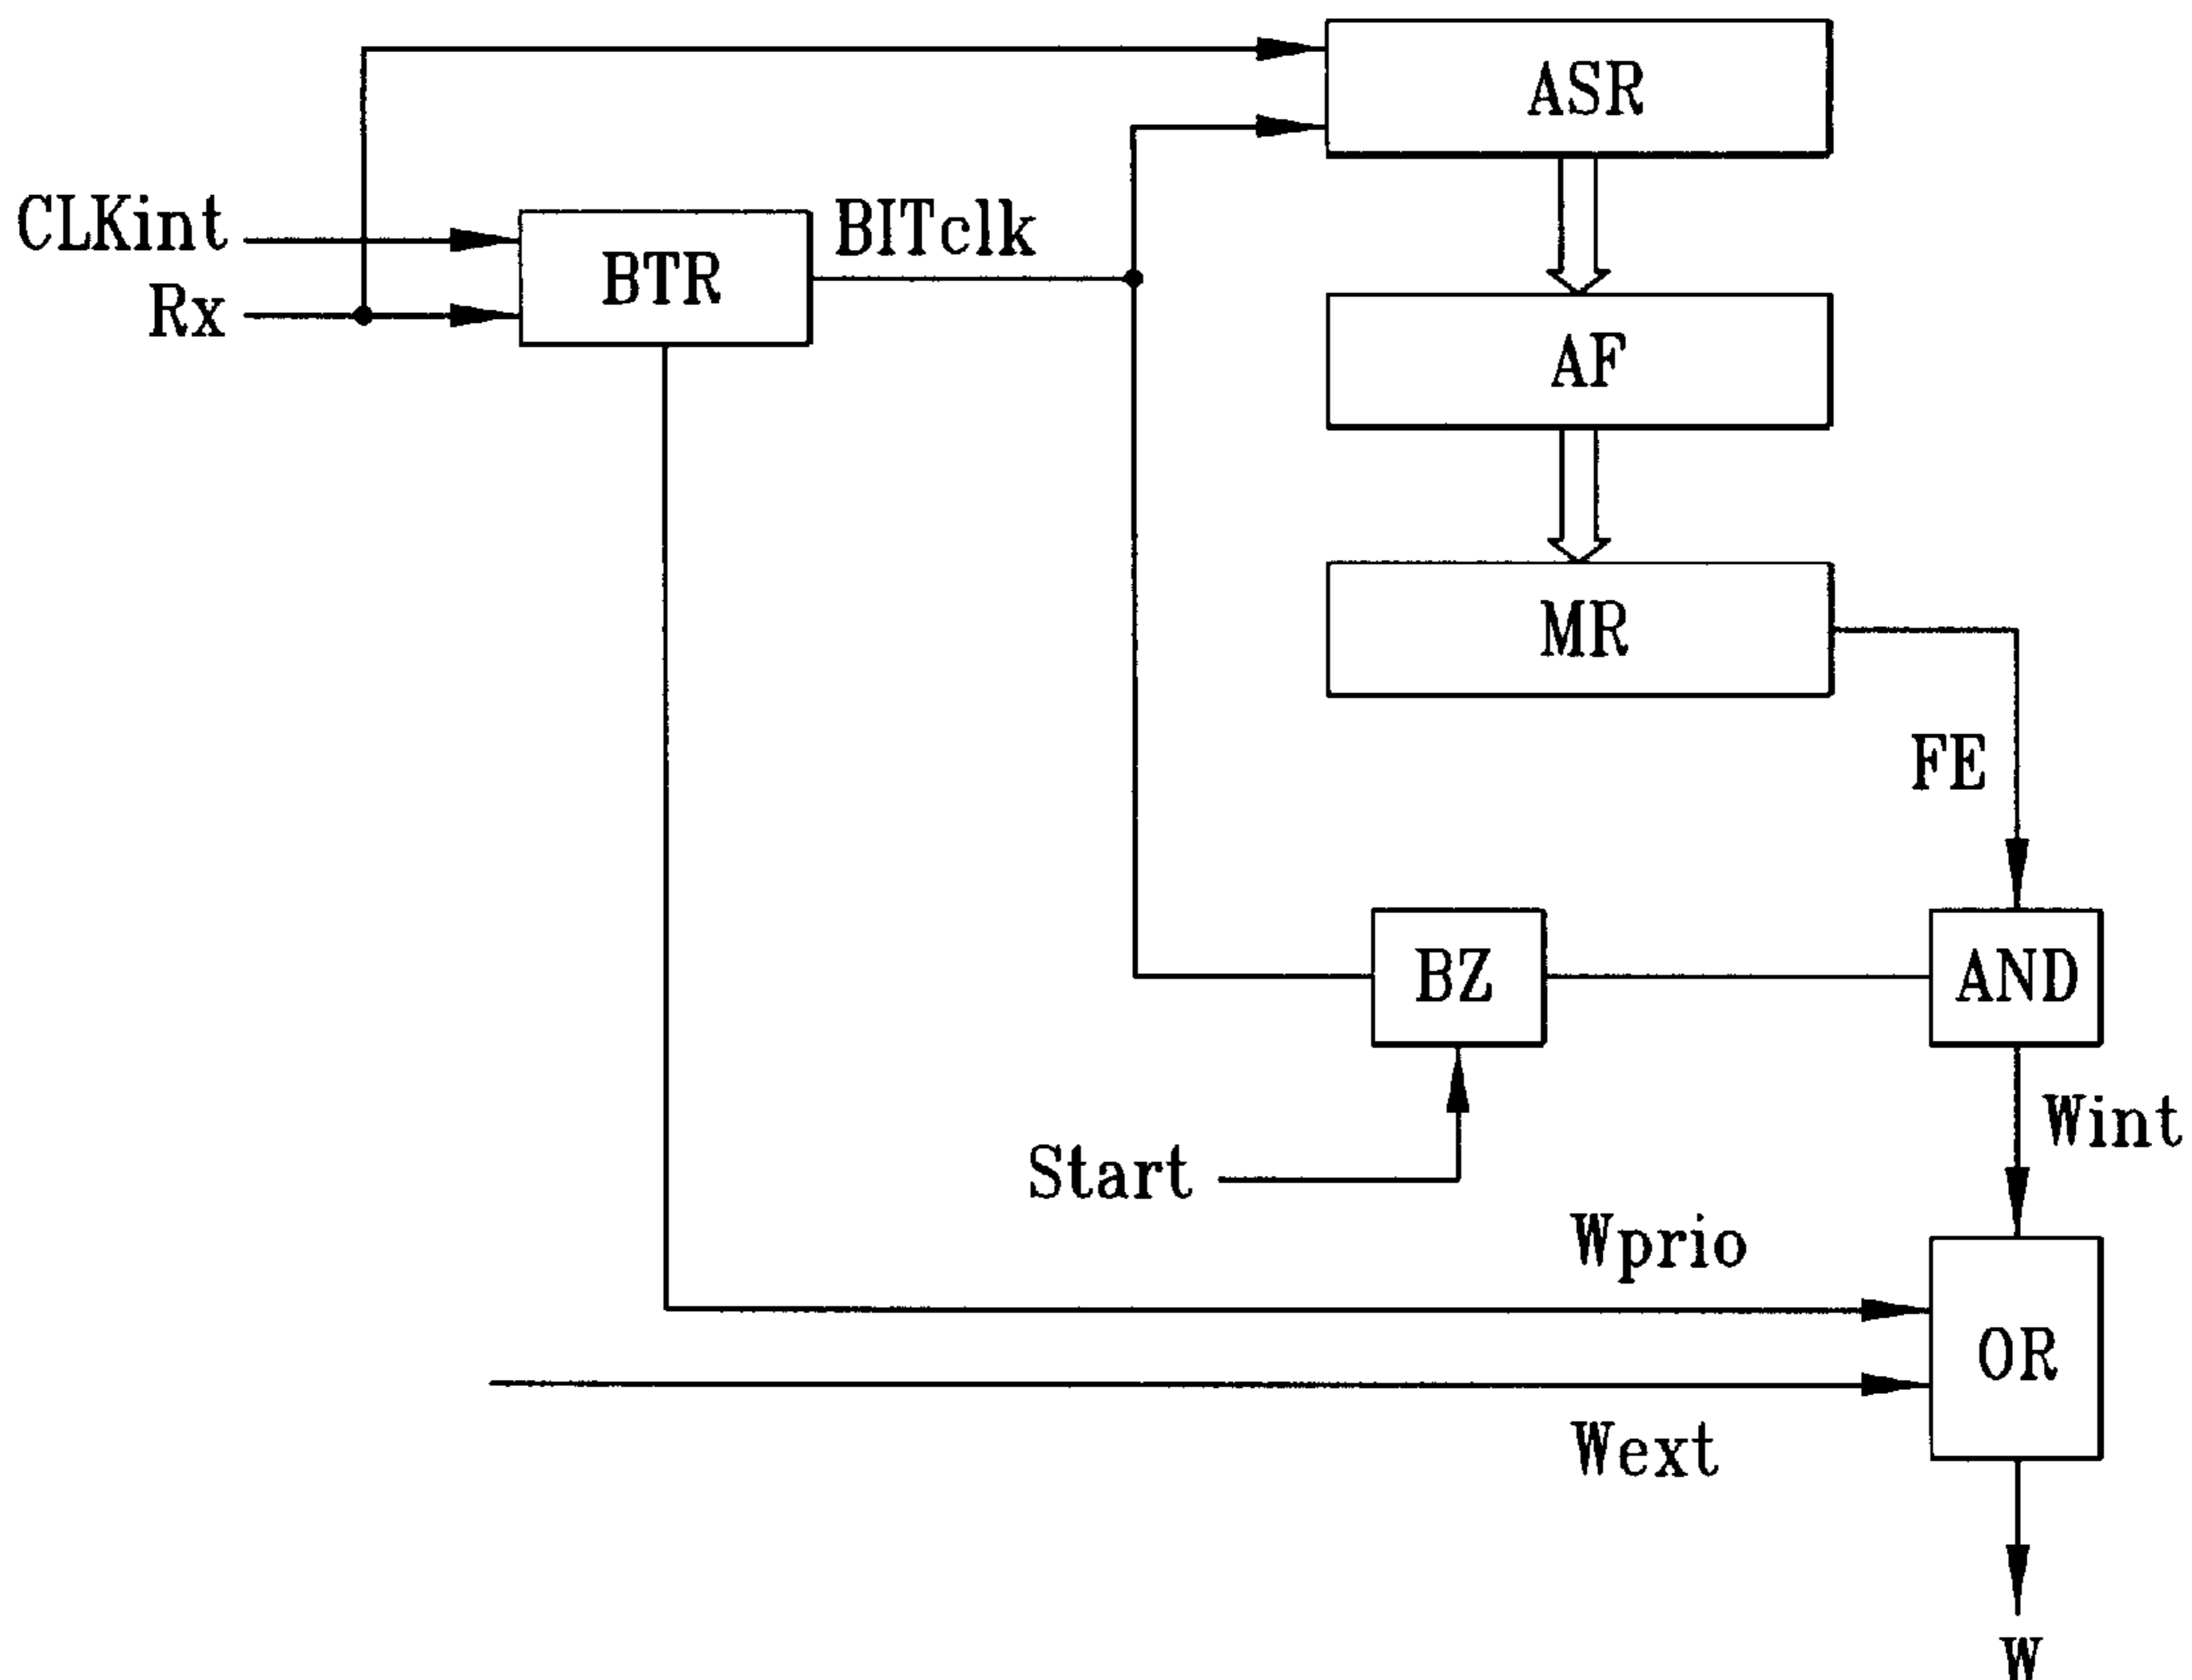 ASR
CLKint
BITclk
BTR
Rx
AF
MR
FE
BZ
AND
Wint
Start
Wprio
OR
Wext
W